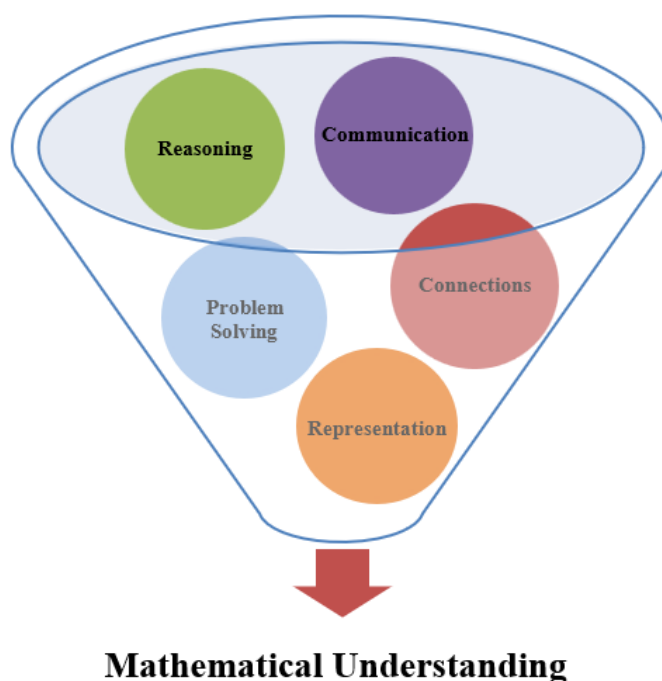 Reasoning
Communication
Problem
Solving
Connections
Representation
Mathematical Understanding